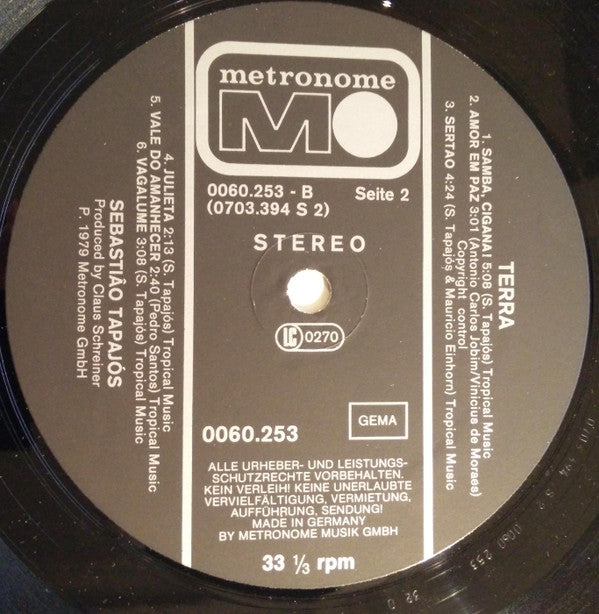 metronome
MO
0060.253 - B Seite 2
(0703.394 S 2)
STEREO
LC 0270
GEMA
0060.253
ALLE URHEBER- UND LEISTUNGS-
SCHUTZRECHTE VORBEHALTEN.
KEIN VERLEIH! KEINE UNERLAUBTE
VERVIELFÄLTIGUNG, VERMIETUNG,
AUFFÜHRUNG, SENDUNG!
MADE IN GERMANY
BY METRONOME MUSIK GMBH
33 1/3 rpm
TERRA
1. SAMBA, CIGANA! 5:08 (S. Tapajós) Tropical Music
2. AMOR EM PAZ 3:01 (Antonio Carlos Jobim/Vinicius de Moraes)
Copyright control
3. SERTAO 4:24 (S. Tapajós & Mauricio Einhorn) Tropical Music
4. JULIETA 2:13 (S. Tapajós) Tropical Music
5. VALE DO AMANHECER 2:40 (Pedro Santos) Tropical Music
6. VAGALUME 3:08 (S. Tapajós) Tropical Music
SEBASTIÃO TAPAJÓS
Produced by Claus Schreiner
P. 1979 Metronome GmbH
0060 253